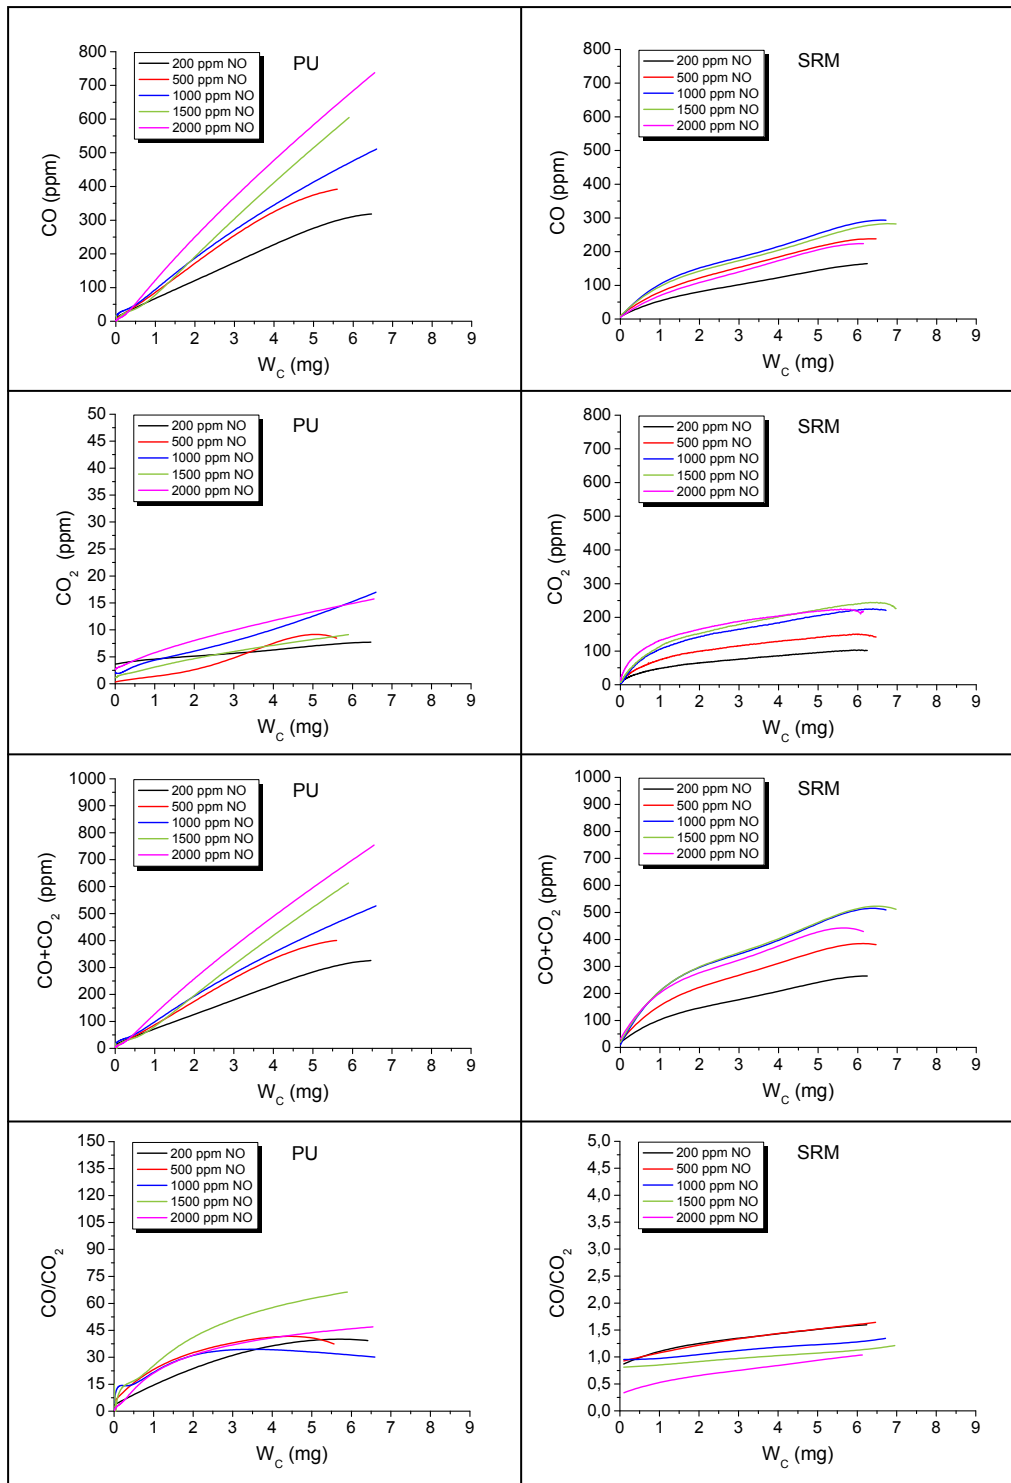 PU
200 ppm NO
500 ppm NO
1000 ppm NO
1500 ppm NO
2000 ppm NO
CO (ppm)
800
700
600
500
400
300
200
100
0
0 1 2 3 4 5 6 7 8 9
W_C (mg)
SRM
200 ppm NO
500 ppm NO
1000 ppm NO
1500 ppm NO
2000 ppm NO
CO (ppm)
800
700
600
500
400
300
200
100
0
0 1 2 3 4 5 6 7 8 9
W_C (mg)
PU
200 ppm NO
500 ppm NO
1000 ppm NO
1500 ppm NO
2000 ppm NO
CO₂ (ppm)
50
45
40
35
30
25
20
15
10
5
0
0 1 2 3 4 5 6 7 8 9
W_C (mg)
SRM
200 ppm NO
500 ppm NO
1000 ppm NO
1500 ppm NO
2000 ppm NO
CO₂ (ppm)
800
700
600
500
400
300
200
100
0
0 1 2 3 4 5 6 7 8 9
W_C (mg)
PU
200 ppm NO
500 ppm NO
1000 ppm NO
1500 ppm NO
2000 ppm NO
CO+CO₂ (ppm)
1000
900
800
700
600
500
400
300
200
100
0
0 1 2 3 4 5 6 7 8 9
W_C (mg)
SRM
200 ppm NO
500 ppm NO
1000 ppm NO
1500 ppm NO
2000 ppm NO
CO+CO₂ (ppm)
1000
900
800
700
600
500
400
300
200
100
0
0 1 2 3 4 5 6 7 8 9
W_C (mg)
PU
200 ppm NO
500 ppm NO
1000 ppm NO
1500 ppm NO
2000 ppm NO
CO/CO₂
150
135
120
105
90
75
60
45
30
15
0
0 1 2 3 4 5 6 7 8 9
W_C (mg)
SRM
200 ppm NO
500 ppm NO
1000 ppm NO
1500 ppm NO
2000 ppm NO
CO/CO₂
5,0
4,5
4,0
3,5
3,0
2,5
2,0
1,5
1,0
0,5
0,0
0 1 2 3 4 5 6 7 8 9
W_C (mg)